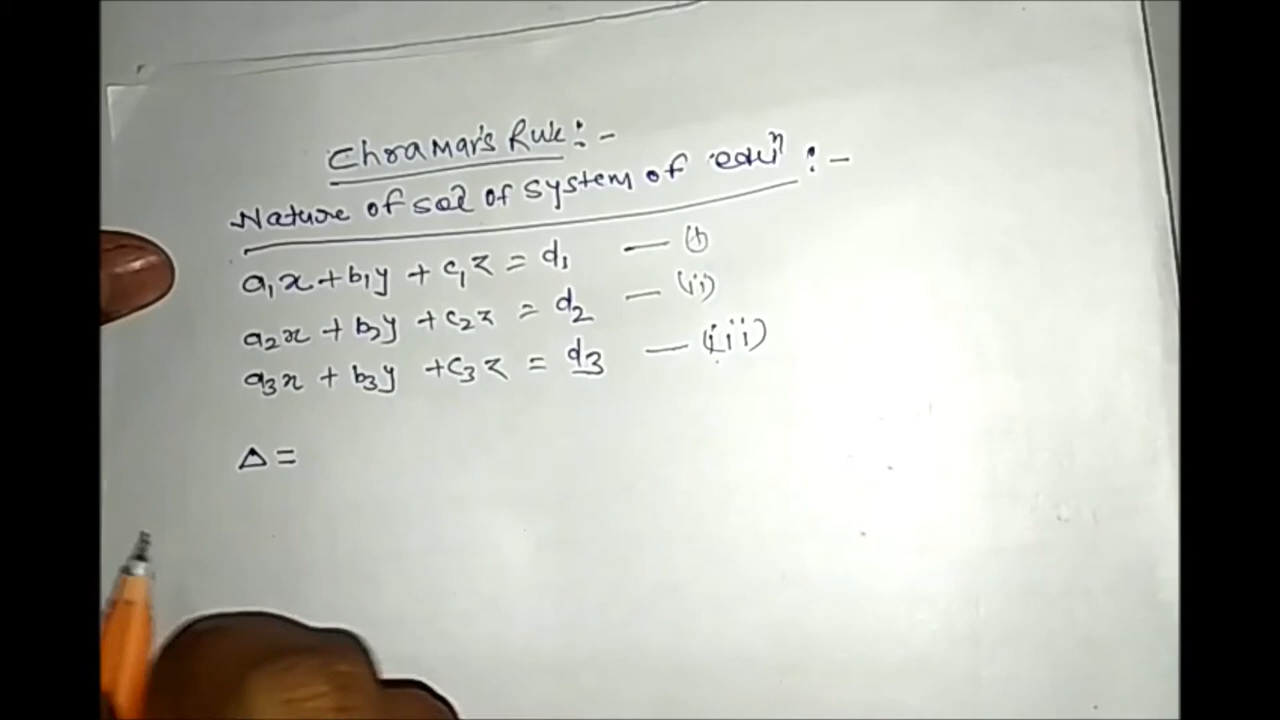 Chramar's Rule :-
Nature of sol of system of equⁿ :-
a₁x + b₁y + c₁z = d₁ — (i)
a₂x + b₂y + c₂z = d₂ — (ii)
a₃x + b₃y + c₃z = d₃ — (iii)
Δ =